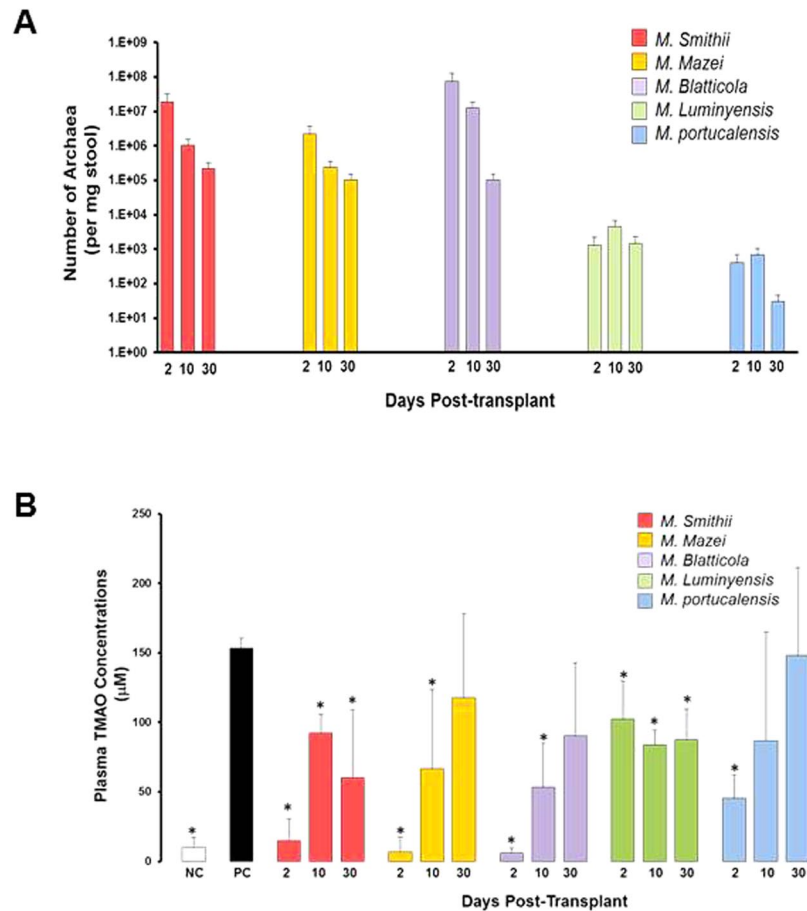 A
1.E+09
1.E+08
1.E+07
1.E+06
1.E+05
1.E+04
1.E+03
1.E+02
1.E+01
1.E+00
Number of Archaea
(per mg stool)
M. Smithii
M. Mazei
M. Blatticola
M. Luminyensis
M. portucalensis
2 10 30 2 10 30 2 10 30 2 10 30 2 10 30
Days Post-transplant
B
250
200
150
100
50
0
Plasma TMAO Concentrations
(µM)
M. Smithii
M. Mazei
M. Blatticola
M. Luminyensis
M. portucalensis
* * * * * * * * * * * *
NC PC 2 10 30 2 10 30 2 10 30 2 10 30 2 10 30
Days Post-Transplant